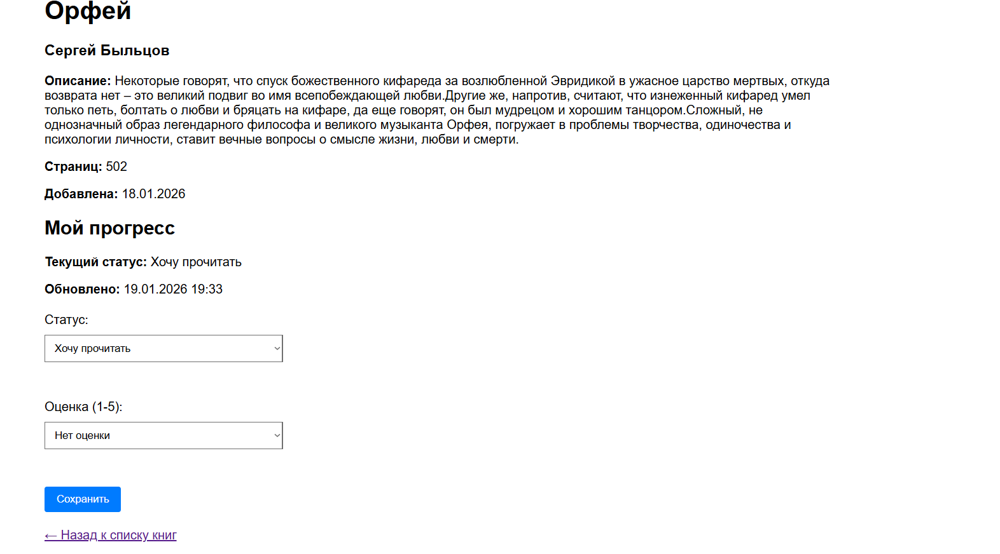 Орфей
Сергей Быльцов
Описание: Некоторые говорят, что спуск божественного кифареда за возлюбленной Эвридикой в ужасное царство мертвых, откуда
возврата нет – это великий подвиг во имя всепобеждающей любви.Другие же, напротив, считают, что изнеженный кифаред умел
только петь, болтать о любви и бряцать на кифаре, да еще говорят, он был мудрецом и хорошим танцором.Сложный, не
однозначный образ легендарного философа и великого музыканта Орфея, погружает в проблемы творчества, одиночества и
психологии личности, ставит вечные вопросы о смысле жизни, любви и смерти.
Страниц: 502
Добавлена: 18.01.2026
Мой прогресс
Текущий статус: Хочу прочитать
Обновлено: 19.01.2026 19:33
Статус:
Хочу прочитать
Оценка (1-5):
Нет оценки
Сохранить
← Назад к списку книг